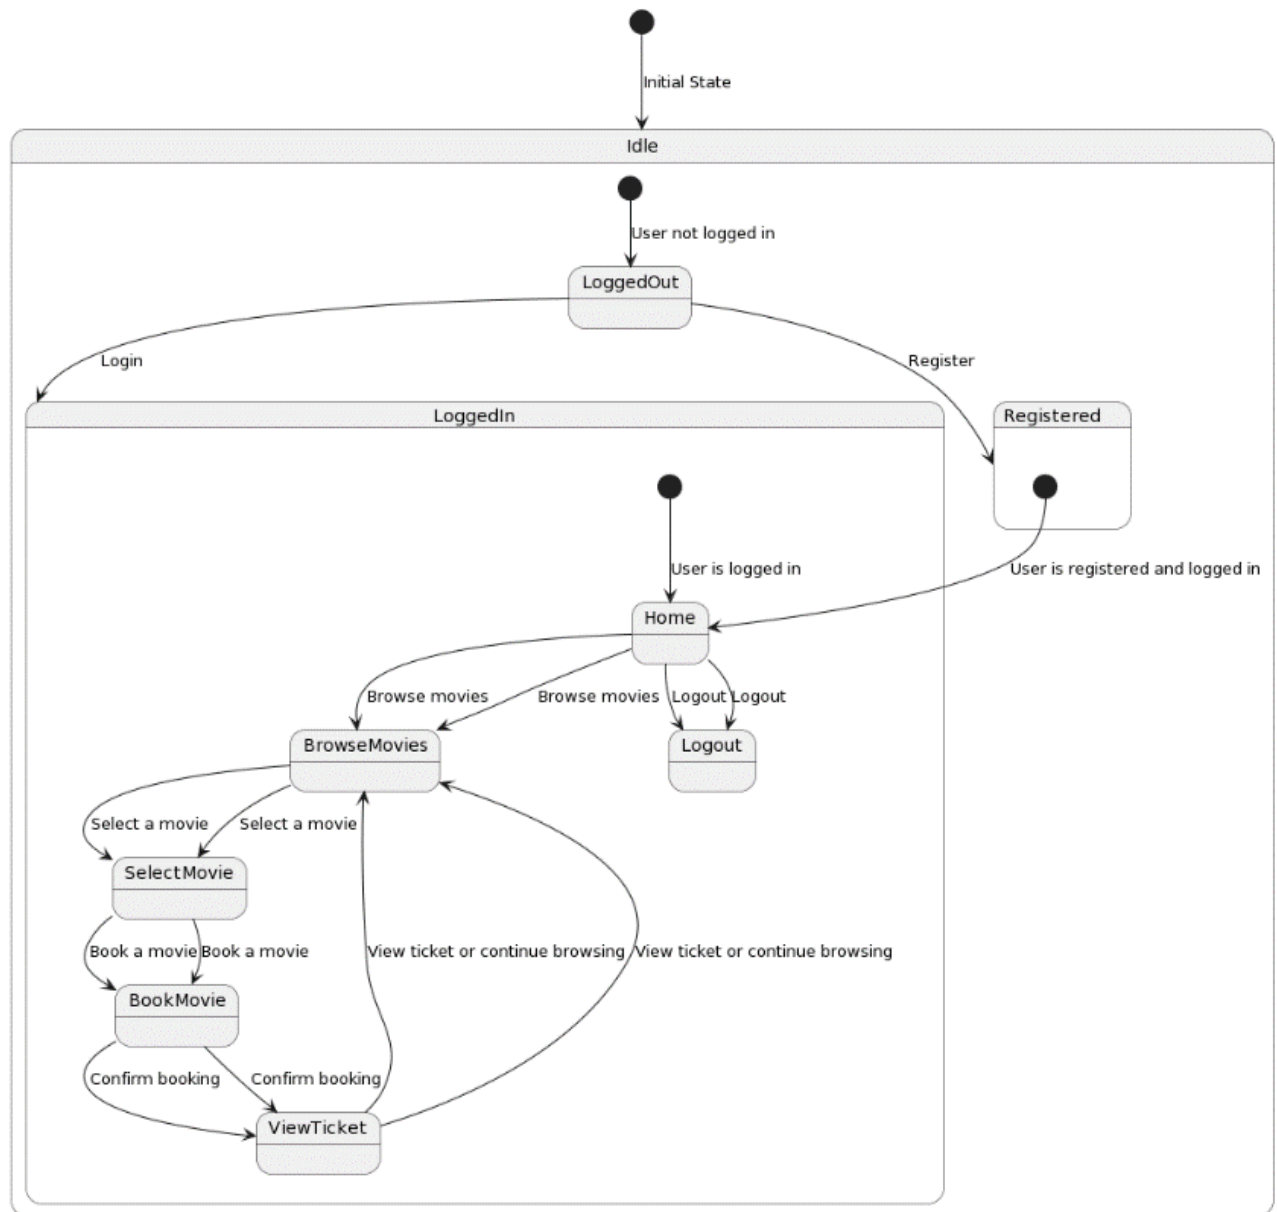 Initial State
Idle
User not logged in
LoggedOut
Login
Register
LoggedIn
Registered
User is logged in
User is registered and logged in
Home
Browse movies
Browse movies
Logout
Logout
BrowseMovies
Logout
Select a movie
Select a movie
SelectMovie
Book a movie
Book a movie
View ticket or continue browsing
View ticket or continue browsing
BookMovie
Confirm booking
Confirm booking
ViewTicket